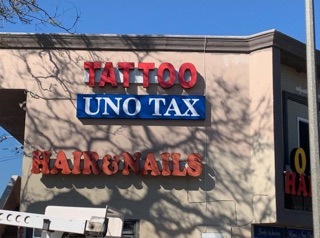 TATTOO
UNO TAX
HAIR & NAILS